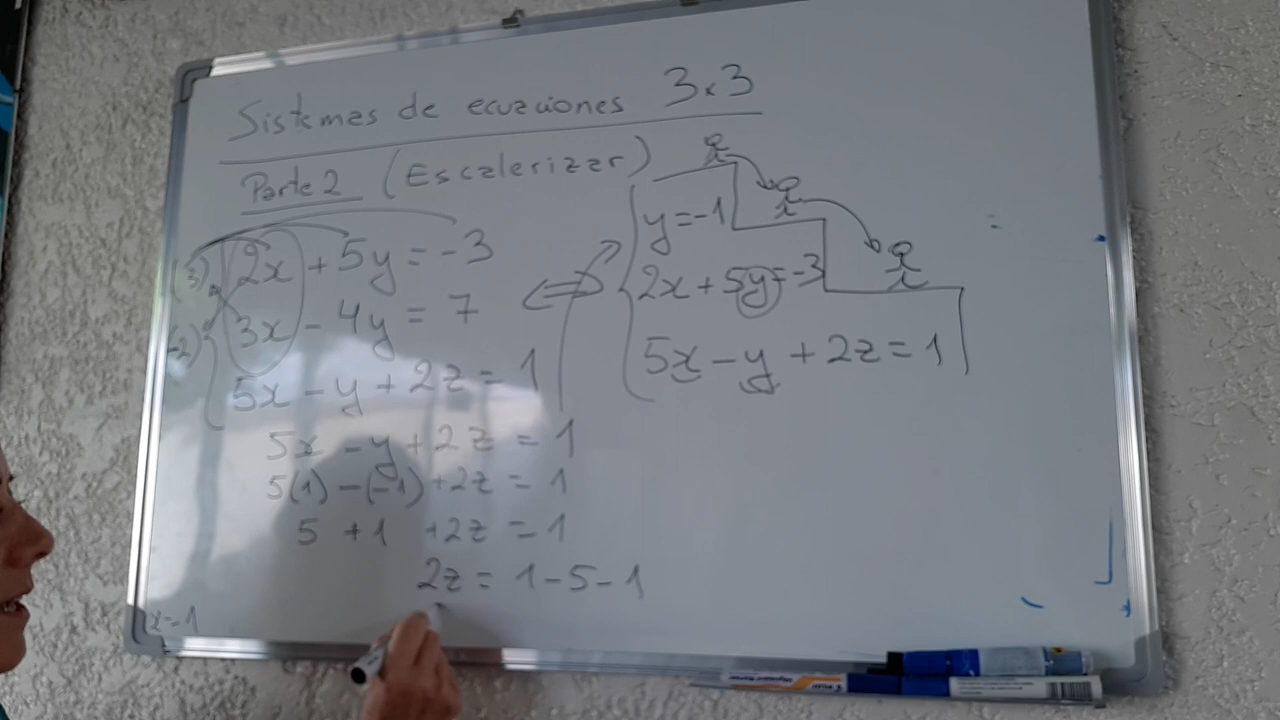 Sistemas de ecuaciones 3x3
Parte 2 (Escalerizar)
(3) 2x + 5y = -3
(-2) 3x - 4y = 7
5x - y + 2z = 1
5x - y + 2z = 1
5(1) - (-1) + 2z = 1
5 + 1 + 2z = 1
2z = 1 - 5 - 1
x = 1
⇔
y = -1
2x + 5y = -3
5x - y + 2z = 1
PILOT